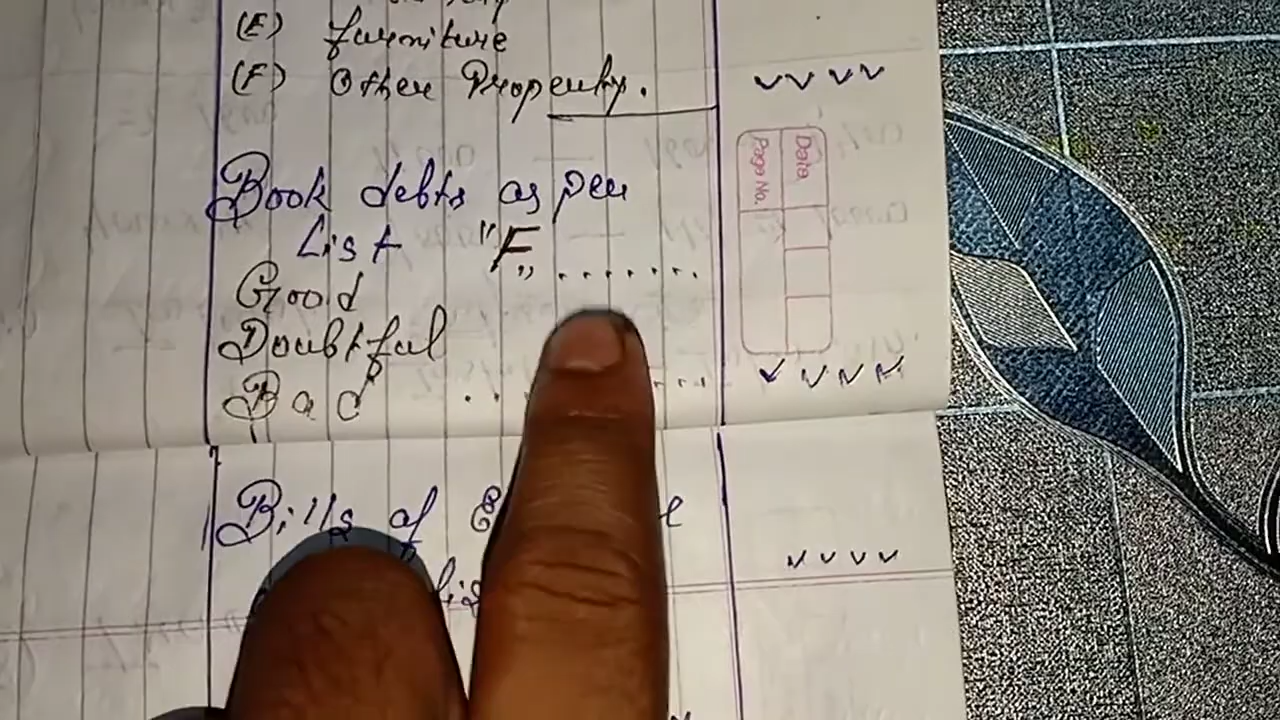 (E) furniture
(F) Other Property.
Page No.
Date
Book debts as per
List "F" .......
Good
Doubtful
Bad
Bills of